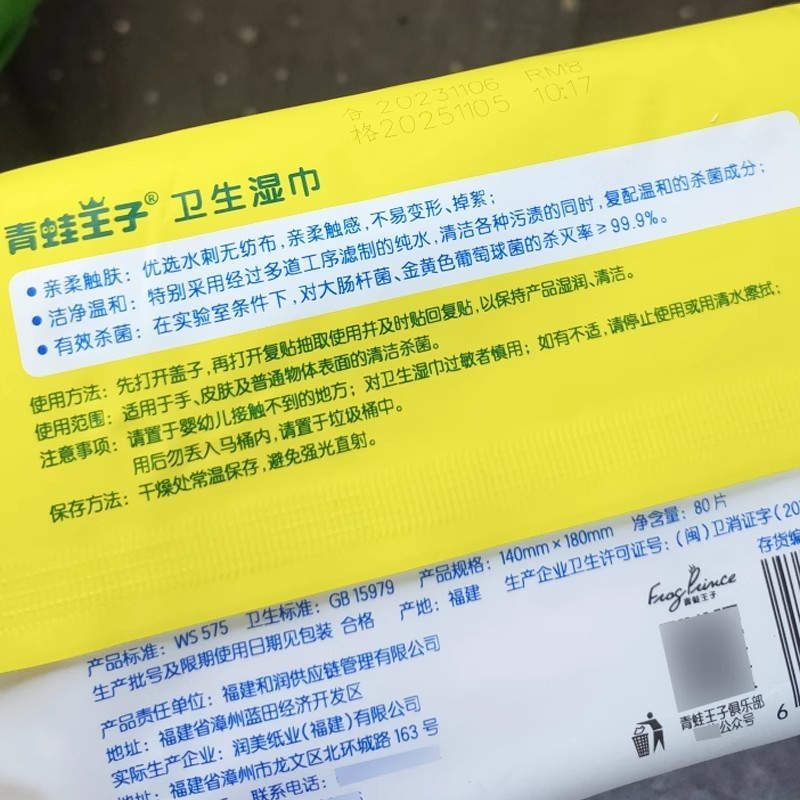 合 20231106 RM8
格20251105 10:17
青蛙王子® 卫生湿巾
• 亲柔触肤：优选水刺无纺布,亲柔触感,不易变形、掉絮；
• 洁净温和：特别采用经过多道工序滤制的纯水,清洁各种污渍的同时,复配温和的杀菌成分；
• 有效杀菌：在实验室条件下,对大肠杆菌、金黄色葡萄球菌的杀灭率≥99.9%。
使用方法：先打开盖子,再打开复贴抽取使用并及时贴回复贴,以保持产品湿润、清洁。
使用范围：适用于手、皮肤及普通物体表面的清洁杀菌。
注意事项：请置于婴幼儿接触不到的地方；对卫生湿巾过敏者慎用；如有不适,请停止使用或用清水擦拭；
用后勿丢入马桶内,请置于垃圾桶中。
保存方法：干燥处常温保存,避免强光直射。
产品标准：WS 575 卫生标准：GB 15979 产品规格：140mm×180mm 净含量：80片
生产批号及限期使用日期见包装 合格 产地：福建 生产企业卫生许可证号：(闽)卫消证字(20
存货编
产品责任单位：福建和润供应链管理有限公司
地址：福建省漳州蓝田经济开发区
实际生产企业：润美纸业(福建)有限公司
地址：福建省漳州市龙文区北环城路163号
联系电话：
Frog Prince
青蛙王子
青蛙王子俱乐部
公众号
6